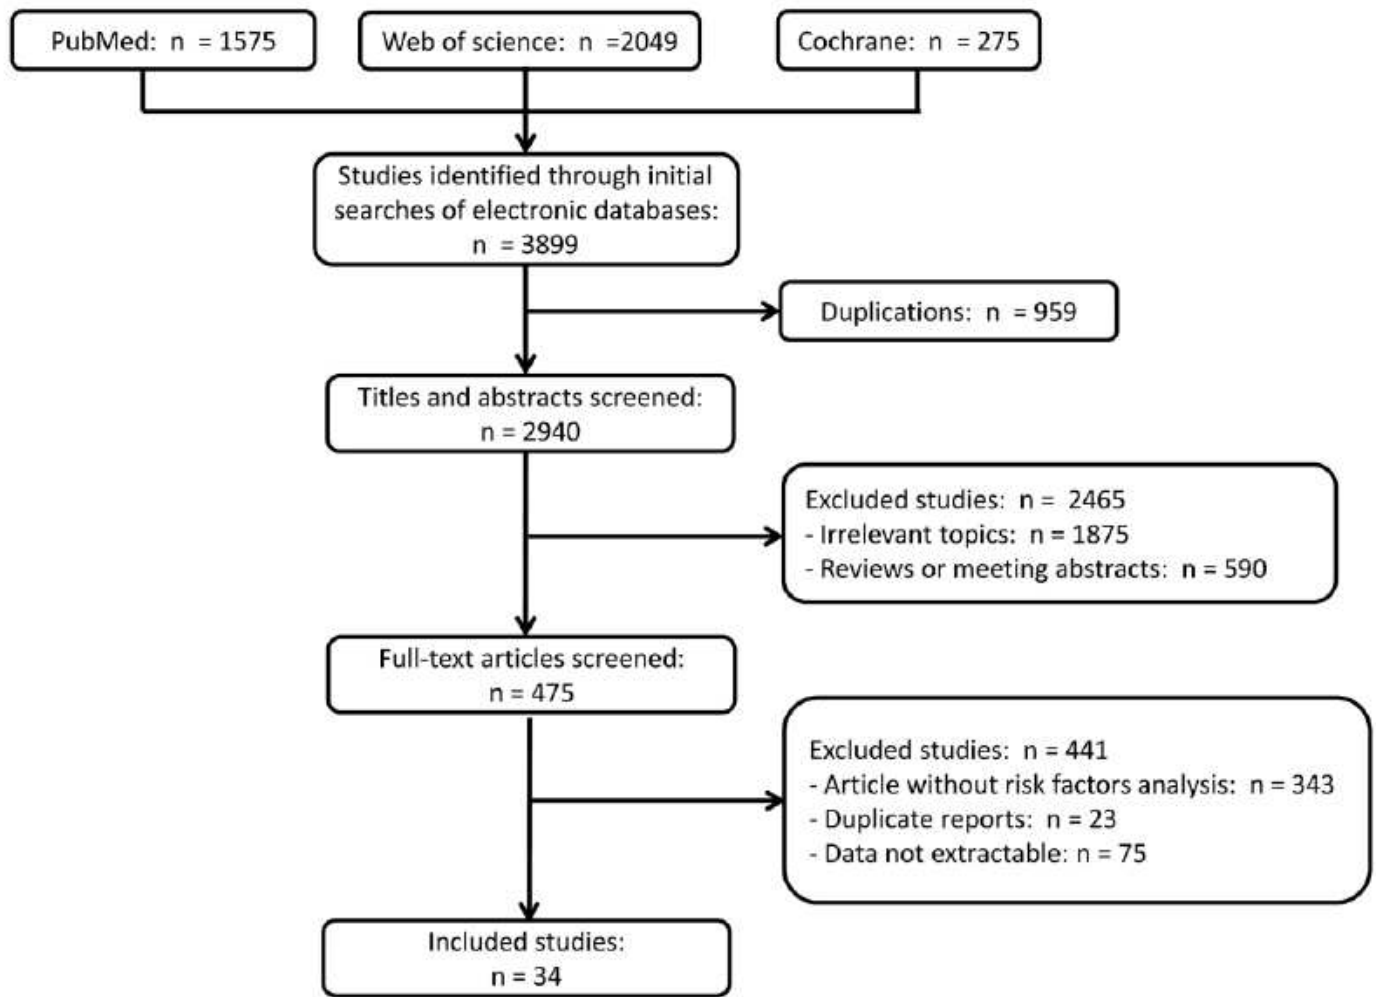 PubMed: n = 1575
Web of science: n =2049
Cochrane: n = 275
Studies identified through initial
searches of electronic databases:
n = 3899
Duplications: n = 959
Titles and abstracts screened:
n = 2940
Excluded studies: n = 2465
- Irrelevant topics: n = 1875
- Reviews or meeting abstracts: n = 590
Full-text articles screened:
n = 475
Excluded studies: n = 441
- Article without risk factors analysis: n = 343
- Duplicate reports: n = 23
- Data not extractable: n = 75
Included studies:
n = 34